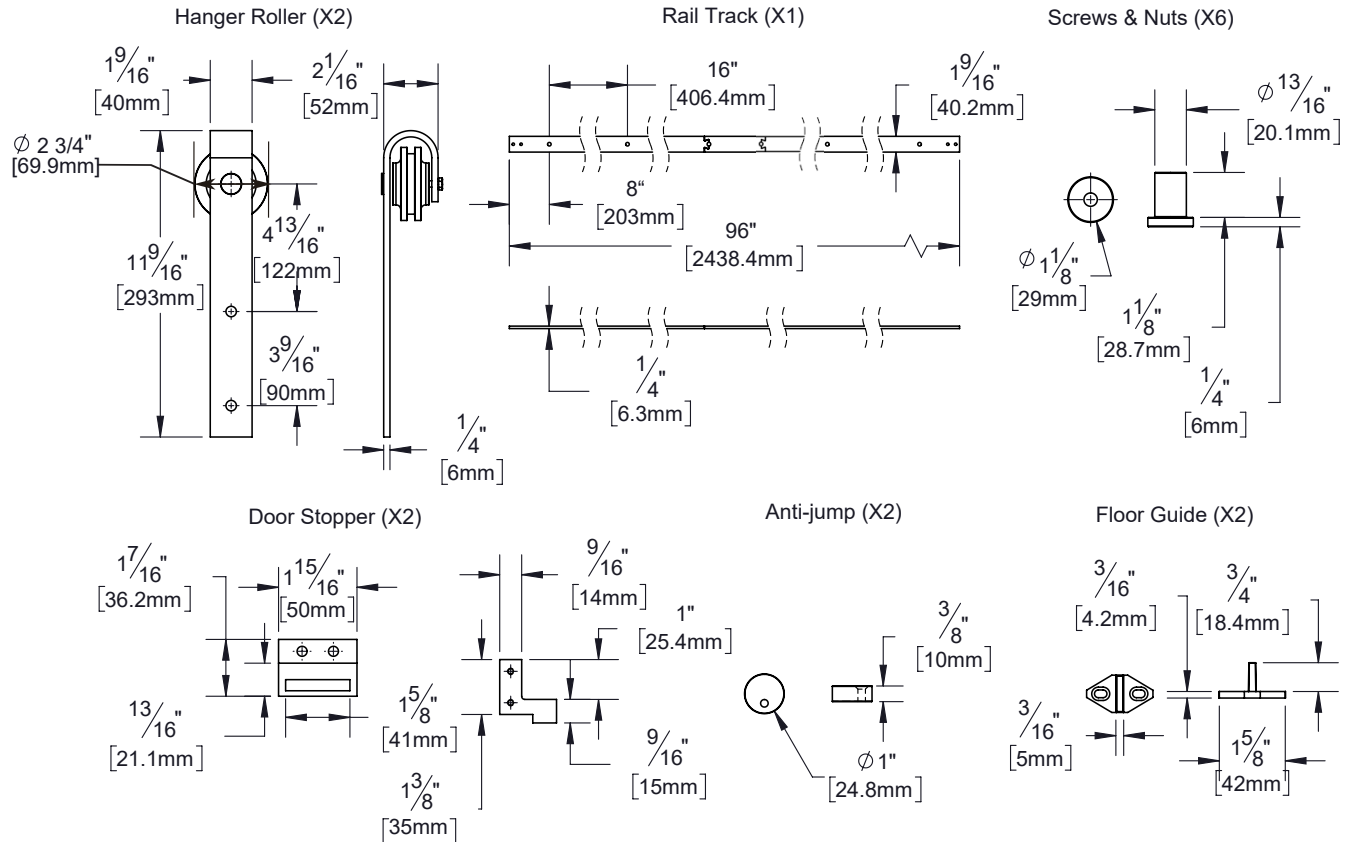 Hanger Roller (X2)
1 9/16"
[40mm]
2 1/16"
[52mm]
Ø 2 3/4"
[69.9mm]
4 13/16"
[122mm]
11 9/16"
[293mm]
3 9/16"
[90mm]
1/4"
[6mm]
Rail Track (X1)
16"
[406.4mm]
1 9/16"
[40.2mm]
8“
[203mm]
96"
[2438.4mm]
1/4"
[6.3mm]
Screws & Nuts (X6)
Ø 13/16"
[20.1mm]
Ø 1 1/8"
[29mm]
1 1/8"
[28.7mm]
1/4"
[6mm]
Door Stopper (X2)
1 7/16"
[36.2mm]
1 15/16"
[50mm]
13/16"
[21.1mm]
1 5/8"
[41mm]
9/16"
[14mm]
1"
[25.4mm]
9/16"
[15mm]
1 3/8"
[35mm]
Anti-jump (X2)
3/8"
[10mm]
Ø 1"
[24.8mm]
Floor Guide (X2)
3/16"
[4.2mm]
3/4"
[18.4mm]
3/16"
[5mm]
1 5/8"
[42mm]